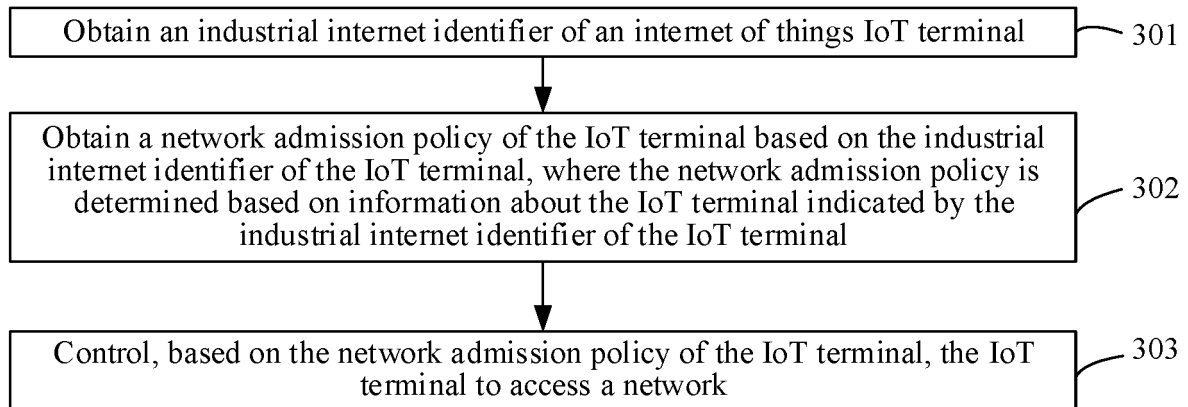 Obtain an industrial internet identifier of an internet of things IoT terminal
301
Obtain a network admission policy of the IoT terminal based on the industrial
internet identifier of the IoT terminal, where the network admission policy is
determined based on information about the IoT terminal indicated by the
industrial internet identifier of the IoT terminal
302
Control, based on the network admission policy of the IoT terminal, the IoT
terminal to access a network
303